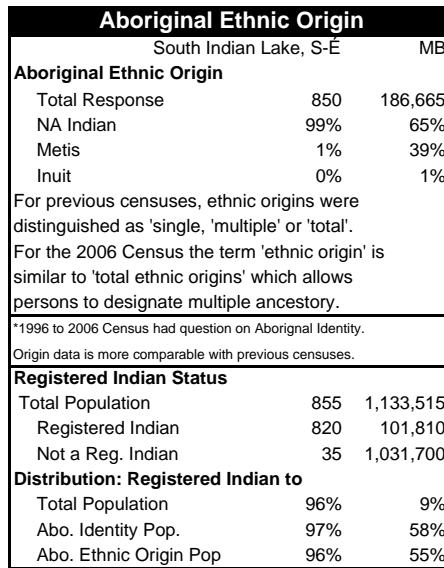 Aboriginal Ethnic Origin
South Indian Lake, S-É MB
Aboriginal Ethnic Origin
Total Response 850 186,665
NA Indian 99% 65%
Metis 1% 39%
Inuit 0% 1%
For previous censuses, ethnic origins were
distinguished as 'single, 'multiple' or 'total'.
For the 2006 Census the term 'ethnic origin' is
similar to 'total ethnic origins' which allows
persons to designate multiple ancestory.
*1996 to 2006 Census had question on Aborignal Identity.
Origin data is more comparable with previous censuses.
Registered Indian Status
Total Population 855 1,133,515
Registered Indian 820 101,810
Not a Reg. Indian 35 1,031,700
Distribution: Registered Indian to
Total Population 96% 9%
Abo. Identity Pop. 97% 58%
Abo. Ethnic Origin Pop 96% 55%